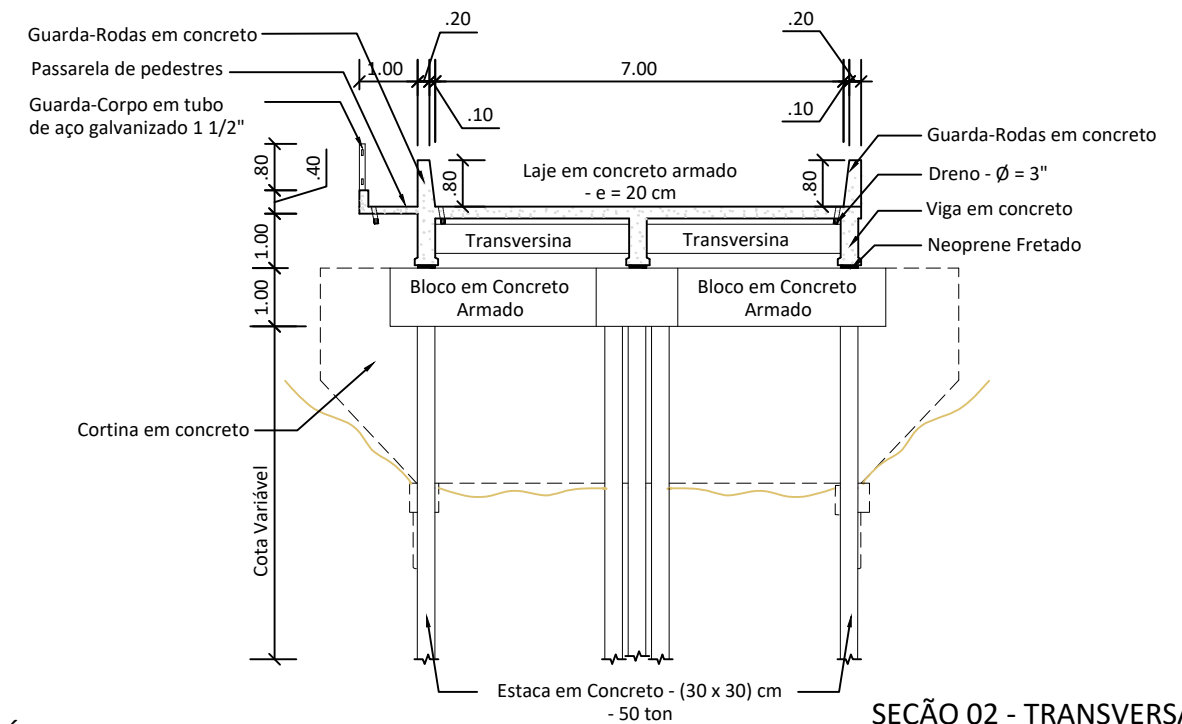 .20
.20
Guarda-Rodas em concreto
1.00
7.00
Passarela de pedestres
Guarda-Corpo em tubo
de aço galvanizado 1 1/2"
.10
.10
Guarda-Rodas em concreto
.80
.40
.80
Laje em concreto armado
- e = 20 cm
.80
Dreno - Ø = 3"
Viga em concreto
1.00
Transversina
Transversina
Neoprene Fretado
1.00
Bloco em Concreto
Armado
Bloco em Concreto
Armado
Cortina em concreto
Cota Variável
Estaca em Concreto - (30 x 30) cm
- 50 ton
SEÇÃO 02 - TRANSVERSA